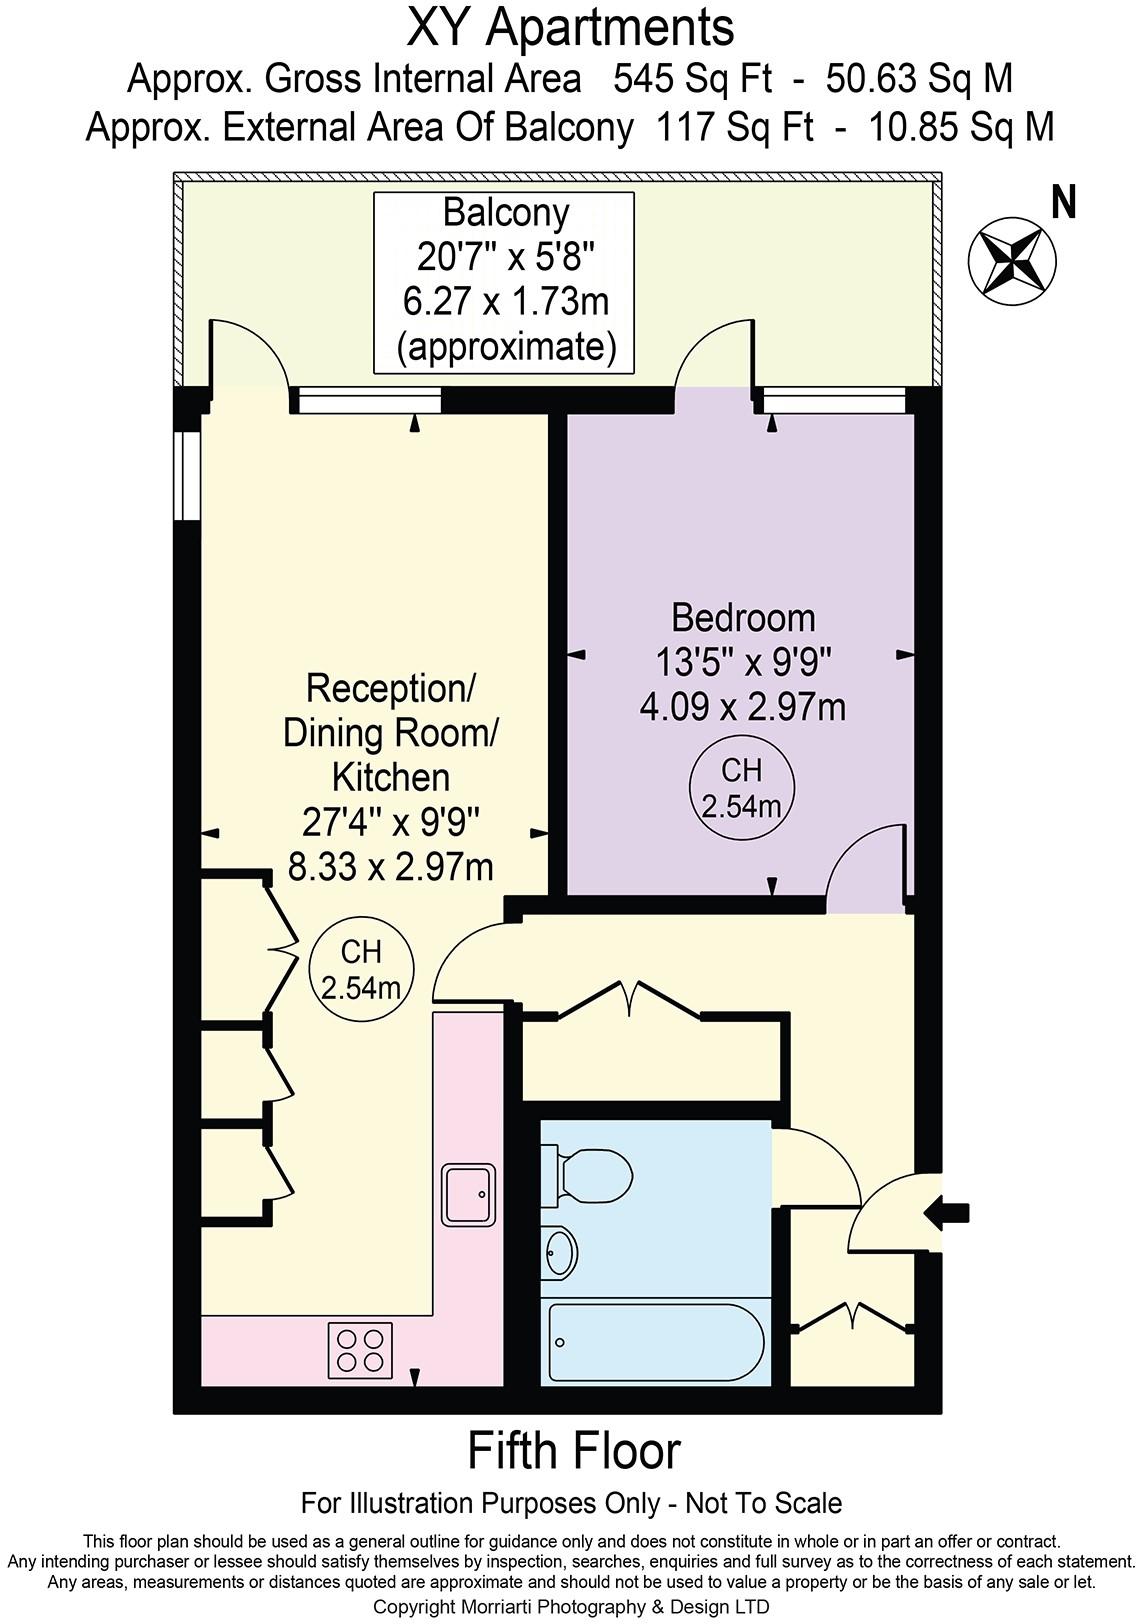 XY Apartments
Approx. Gross Internal Area 545 Sq Ft - 50.63 Sq M
Approx. External Area Of Balcony 117 Sq Ft - 10.85 Sq M
N
Balcony
20'7" x 5'8"
6.27 x 1.73m
(approximate)
Bedroom
13'5" x 9'9"
4.09 x 2.97m
CH
2.54m
Reception/
Dining Room/
Kitchen
27'4" x 9'9"
8.33 x 2.97m
CH
2.54m
Fifth Floor
For Illustration Purposes Only - Not To Scale
This floor plan should be used as a general outline for guidance only and does not constitute in whole or in part an offer or contract.
Any intending purchaser or lessee should satisfy themselves by inspection, searches, enquiries and full survey as to the correctness of each statement.
Any areas, measurements or distances quoted are approximate and should not be used to value a property or be the basis of any sale or let.
Copyright Morriarti Photography & Design LTD